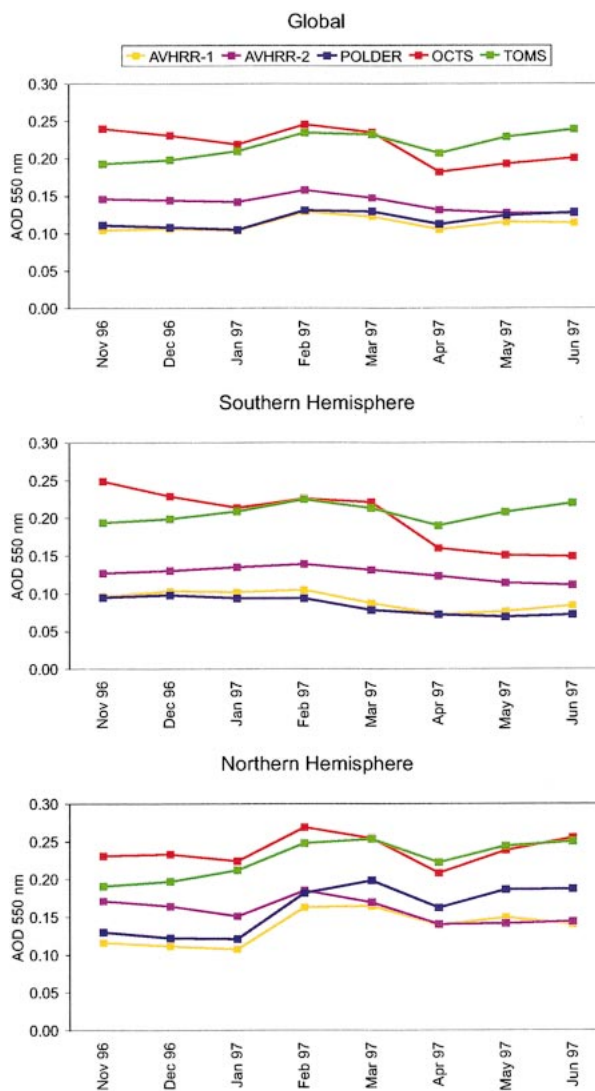 Global
AVHRR-1 AVHRR-2 POLDER OCTS TOMS
0.30
0.25
0.20
0.15
0.10
0.05
0.00
AOD 550 nm
Nov 96
Dec 96
Jan 97
Feb 97
Mar 97
Apr 97
May 97
Jun 97
Southern Hemisphere
0.30
0.25
0.20
0.15
0.10
0.05
0.00
AOD 550 nm
Nov 96
Dec 96
Jan 97
Feb 97
Mar 97
Apr 97
May 97
Jun 97
Northern Hemisphere
0.30
0.25
0.20
0.15
0.10
0.05
0.00
AOD 550 nm
Nov 96
Dec 96
Jan 97
Feb 97
Mar 97
Apr 97
May 97
Jun 97